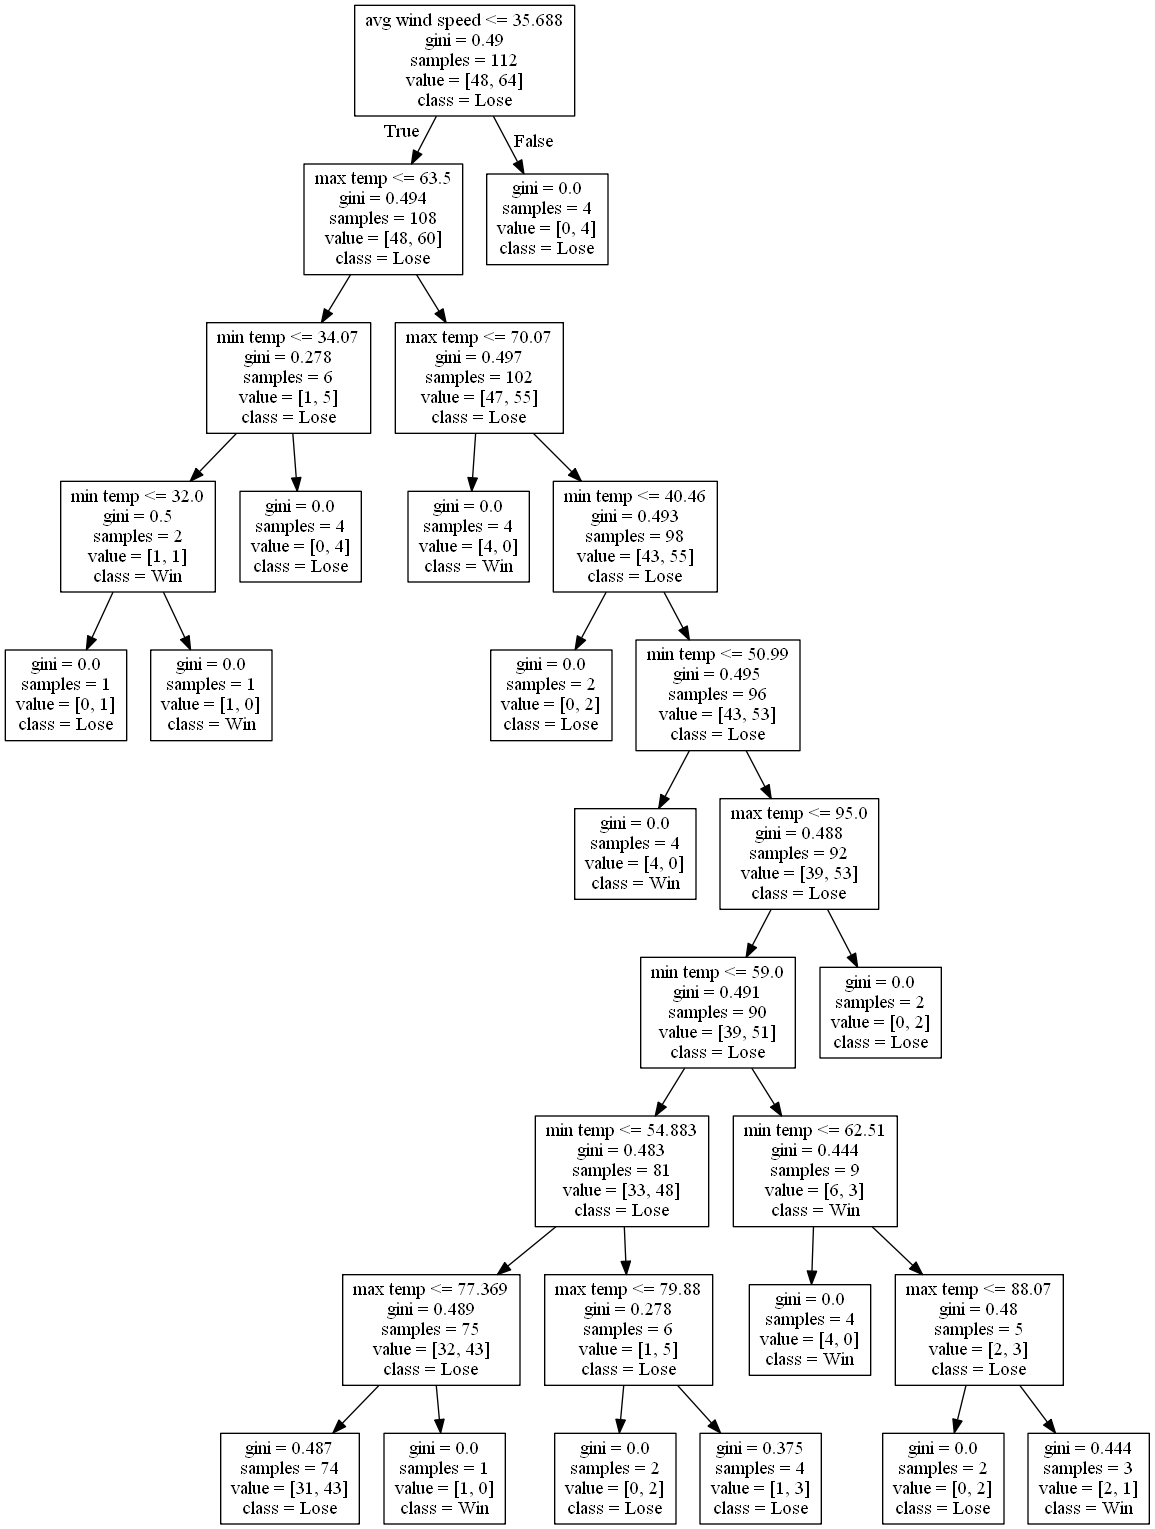 avg wind speed <= 35.688
gini = 0.49
samples = 112
value = [48, 64]
class = Lose
True
False
max temp <= 63.5
gini = 0.494
samples = 108
value = [48, 60]
class = Lose
gini = 0.0
samples = 4
value = [0, 4]
class = Lose
min temp <= 34.07
gini = 0.278
samples = 6
value = [1, 5]
class = Lose
max temp <= 70.07
gini = 0.497
samples = 102
value = [47, 55]
class = Lose
min temp <= 32.0
gini = 0.5
samples = 2
value = [1, 1]
class = Win
gini = 0.0
samples = 4
value = [0, 4]
class = Lose
gini = 0.0
samples = 4
value = [4, 0]
class = Win
min temp <= 40.46
gini = 0.493
samples = 98
value = [43, 55]
class = Lose
gini = 0.0
samples = 1
value = [0, 1]
class = Lose
gini = 0.0
samples = 1
value = [1, 0]
class = Win
gini = 0.0
samples = 2
value = [0, 2]
class = Lose
min temp <= 50.99
gini = 0.495
samples = 96
value = [43, 53]
class = Lose
gini = 0.0
samples = 4
value = [4, 0]
class = Win
max temp <= 95.0
gini = 0.488
samples = 92
value = [39, 53]
class = Lose
min temp <= 59.0
gini = 0.491
samples = 90
value = [39, 51]
class = Lose
gini = 0.0
samples = 2
value = [0, 2]
class = Lose
min temp <= 54.883
gini = 0.483
samples = 81
value = [33, 48]
class = Lose
min temp <= 62.51
gini = 0.444
samples = 9
value = [6, 3]
class = Win
max temp <= 77.369
gini = 0.489
samples = 75
value = [32, 43]
class = Lose
max temp <= 79.88
gini = 0.278
samples = 6
value = [1, 5]
class = Lose
gini = 0.0
samples = 4
value = [4, 0]
class = Win
max temp <= 88.07
gini = 0.48
samples = 5
value = [2, 3]
class = Lose
gini = 0.487
samples = 74
value = [31, 43]
class = Lose
gini = 0.0
samples = 1
value = [1, 0]
class = Win
gini = 0.0
samples = 2
value = [0, 2]
class = Lose
gini = 0.375
samples = 4
value = [1, 3]
class = Lose
gini = 0.0
samples = 2
value = [0, 2]
class = Lose
gini = 0.444
samples = 3
value = [2, 1]
class = Win